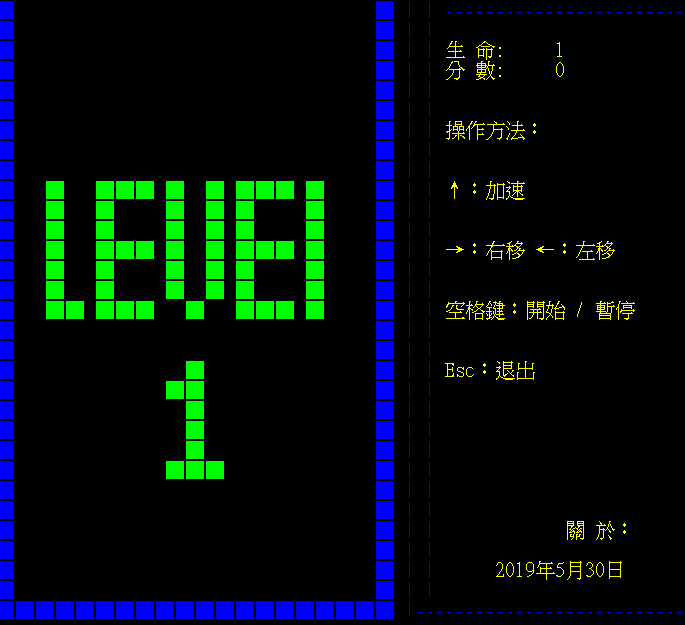 LEVEL
1
生 命: 1
分 數: 0
操作方法：
↑：加速
→：右移 ←：左移
空格鍵：開始 / 暫停
Esc：退出
關 於：
2019年5月30日